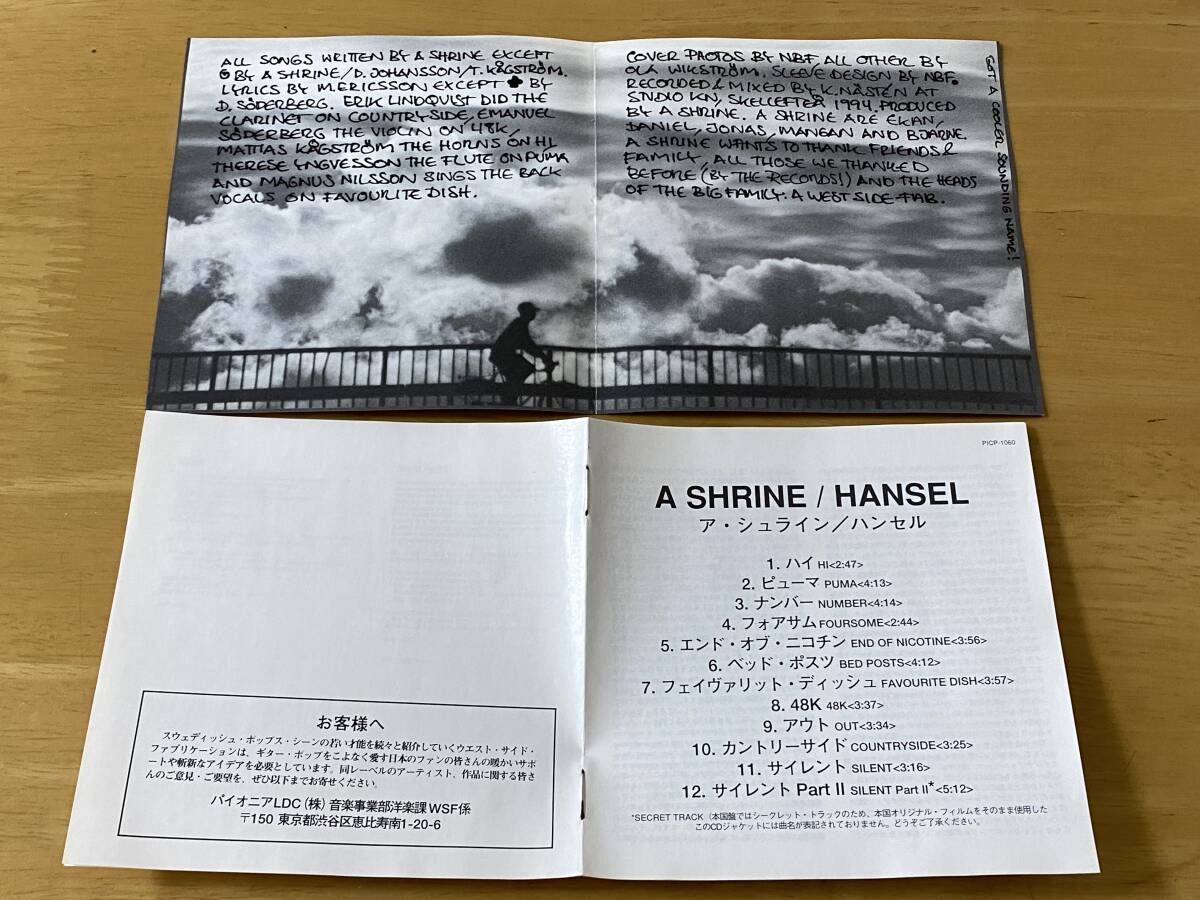 ALL SONGS WRITTEN BY A SHRINE EXCEPT
BY A SHRINE/D. JOHANSSON/T. KÅGSTRÖM.
LYRICS BY M. ERICSSON EXCEPT ♣ BY
D. SÖDERBERG. ERIK LINDQVIST DID THE
CLARINET ON COUNTRYSIDE, EMANUEL
SÖDERBERG THE VIOLIN ON 48K,
MATTIAS KÅGSTRÖM THE HORNS ON HI,
THERESE YNGVESSON THE FLUTE ON PUMA
AND MAGNUS NILSSON SINGS THE BACK
VOCALS ON FAVOURITE DISH.
COVER PHOTOS BY NBF, ALL OTHER BY
OLA WIKSTRÖM. SLEEVE DESIGN BY NBF.
RECORDED & MIXED BY K. NÄSTÉN AT
STUDIO KN, SKELLEFTEÅ 1994. PRODUCED
BY A SHRINE. A SHRINE ARE EKAN,
DANIEL, JONAS, MANGAN AND BJARNE.
A SHRINE WANTS TO THANK FRIENDS &
FAMILY, ALL THOSE WE THANKED
BEFORE (BY THE RECORDS!) AND THE HEADS
OF THE BIG FAMILY. A WEST SIDE FAB.
GOT A COOLER SOUNDING NAME!
お客様へ
スウェディッシュ・ポップス・シーンの若い才能を続々と紹介していくウエスト・サイド・
ファブリケーションは、ギター・ポップをこよなく愛す日本のファンの皆さんの暖かいサポ
ートや斬新なアイデアを必要としています。同レーベルのアーティスト、作品に関する皆さ
んのご意見・ご要望を、ぜひ以下までお寄せください。
パイオニアLDC（株）音楽事業部洋楽課WSF係
〒150 東京都渋谷区恵比寿南1-20-6
PICP-1060
A SHRINE / HANSEL
ア・シュライン／ハンセル
1. ハイ HI<2:47>
2. ピューマ PUMA<4:13>
3. ナンバー NUMBER<4:14>
4. フォアサム FOURSOME<2:44>
5. エンド・オブ・ニコチン END OF NICOTINE<3:56>
6. ベッド・ポスツ BED POSTS<4:12>
7. フェイヴァリット・ディッシュ FAVOURITE DISH<3:57>
8. 48K 48K<3:37>
9. アウト OUT<3:34>
10. カントリーサイド COUNTRYSIDE<3:25>
11. サイレント SILENT<3:16>
12. サイレント Part II SILENT Part II*<5:12>
*SECRET TRACK（本国盤ではシークレット・トラックのため、本国オリジナル・フィルムをそのまま使用した
このCDジャケットには曲名が表記されておりません。どうぞご了承ください。